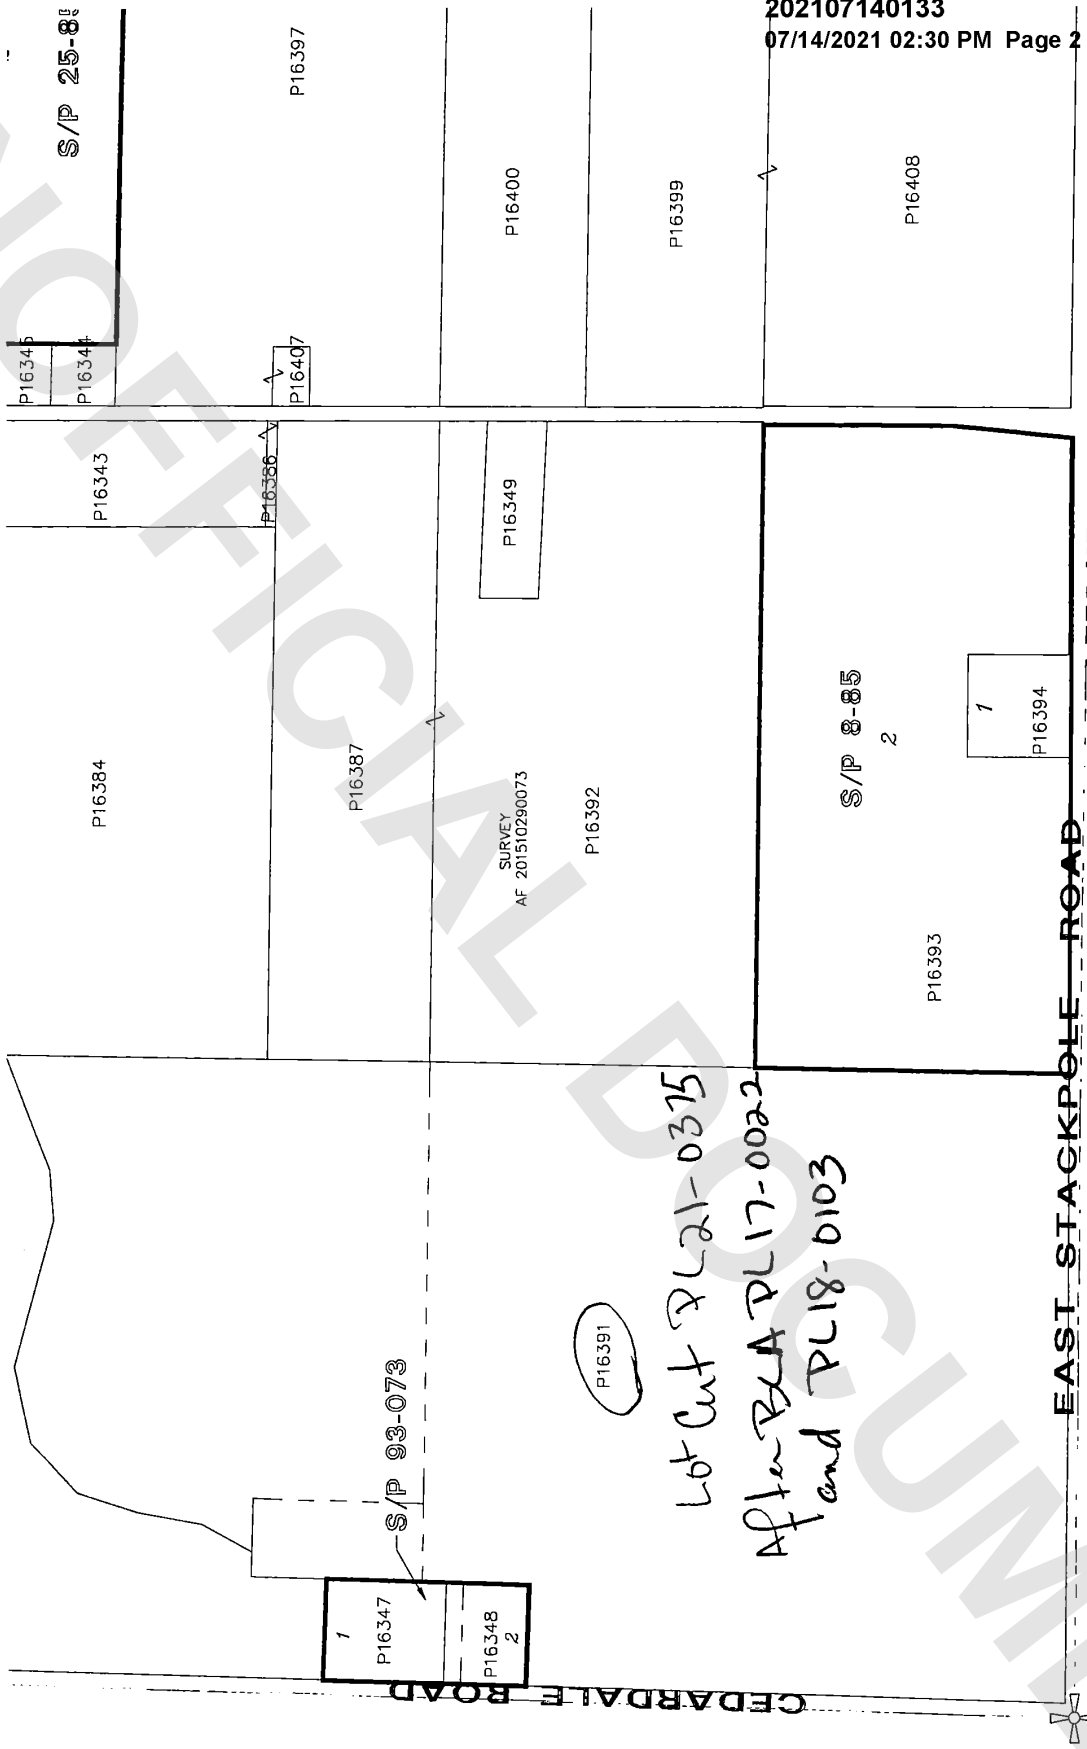 202107140133
07/14/2021 02:30 PM Page 2
S/P 25-8
P16397
P16400
P16399
P16408
P16345
P16344
P16407
P16343
P16386
P16349
P16384
P16387
SURVEY
AF 201510290073
P16392
S/P 8-85
2
1
P16394
P16393
P16391
Lot Cut PL21-0375
After BLA PL17-0022
and PL18-0103
S/P 93-073
1
P16347
P16348
2
CEDARDALE ROAD
EAST STACKPOLE ROAD
UNOFFICIAL DOCUMENT